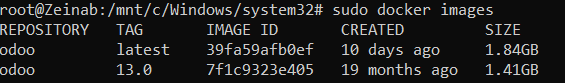 root@Zeinab:/mnt/c/Windows/system32# sudo docker images
REPOSITORY   TAG       IMAGE ID       CREATED         SIZE
odoo         latest    39fa59afb0ef   10 days ago     1.84GB
odoo         13.0      7f1c9323e405   19 months ago   1.41GB